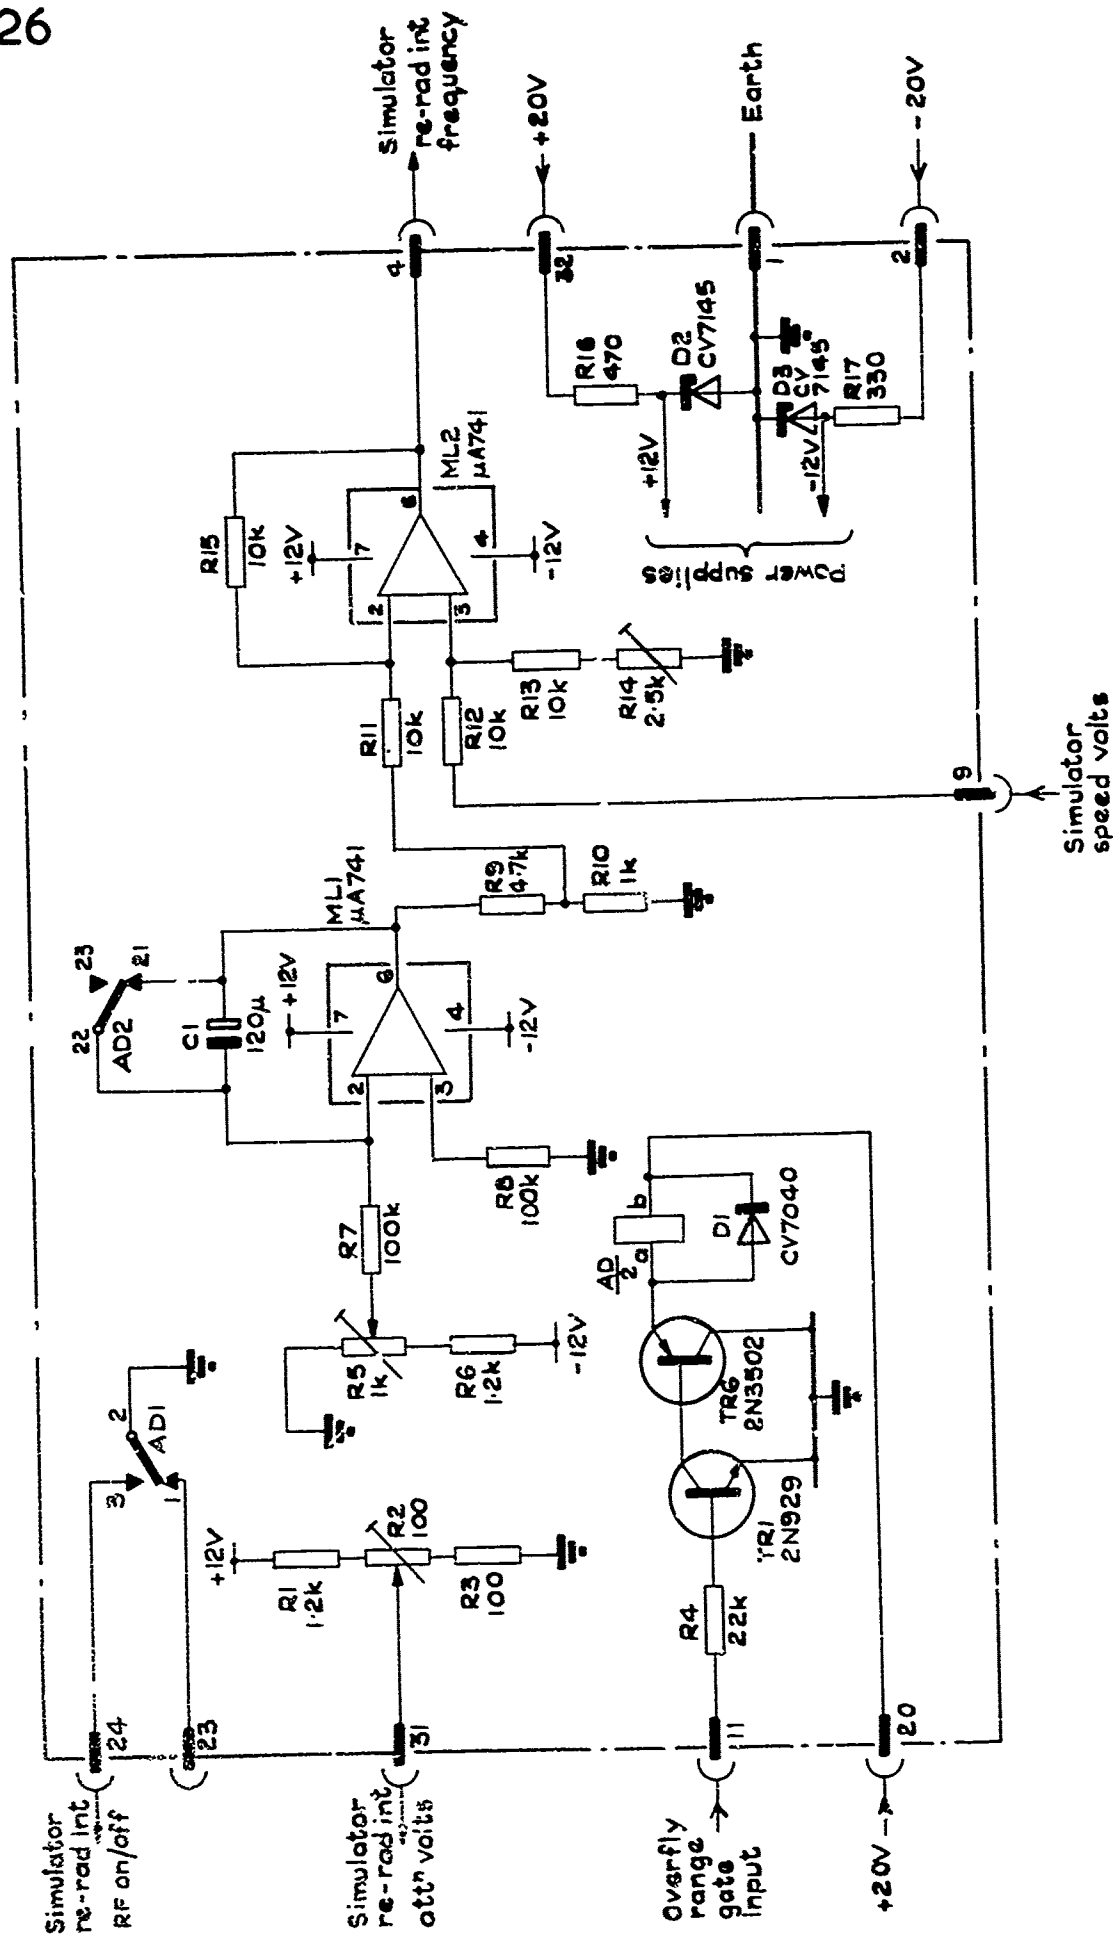 26
Simulator
re-rad int
RF on/off
24
23
3
1
2
AD1
Simulator
re-rad int
attn volts
31
+12V
R1
1.2k
R2
100
R3
100
Overfly
range
gate
input
11
R4
22k
TR1
2N929
TR6
2N3502
+20V
20
AD
2
a
b
D1
CV7040
R5
1k
R6
1.2k
-12V
R7
100k
R8
100k
22
23
21
AD2
C1
120μ
+12V
7
2
3
6
4
-12V
ML1
μA741
R9
4.7k
R10
1k
R11
10k
R12
10k
R13
10k
R14
2.5k
R15
10k
+12V
7
2
3
6
4
-12V
ML2
μA741
9
Simulator
speed volts
4
Simulator
re-rad int
frequency
32
+20V
R16
470
D2
CV7145
+12V
1
Earth
D3
CV
7145
-12V
R17
330
2
-20V
Power supplies